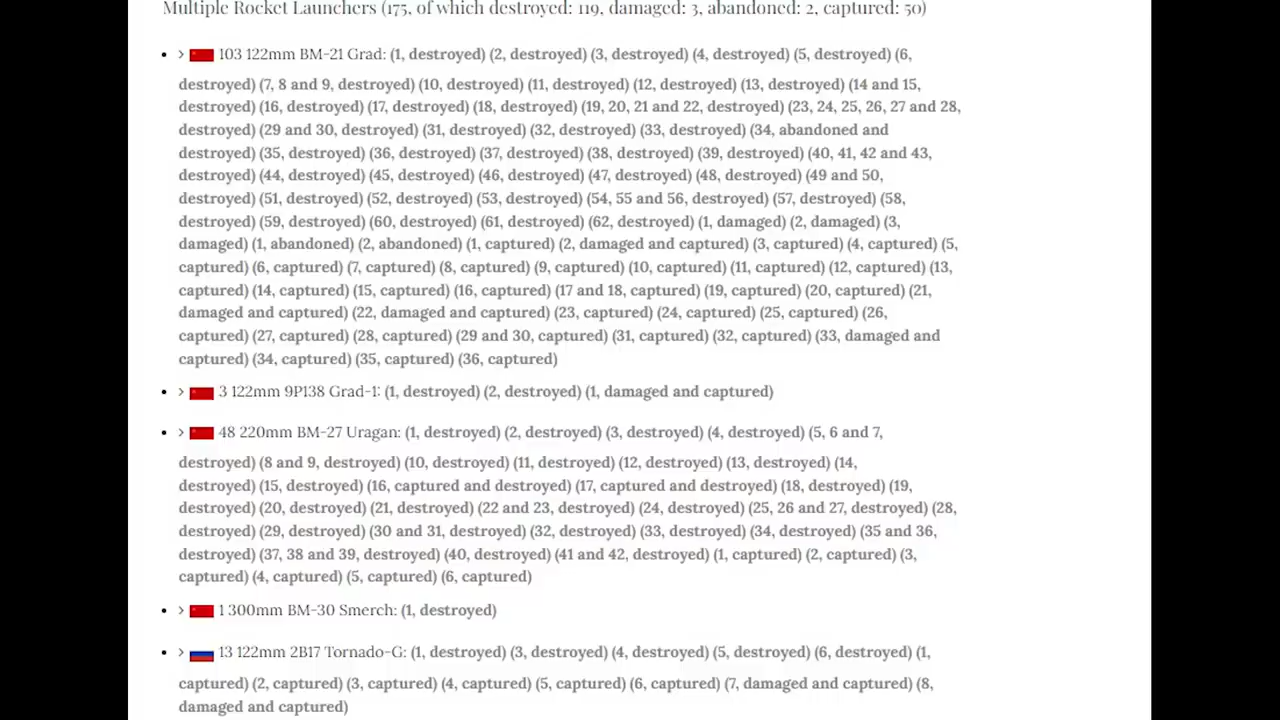 Multiple Rocket Launchers (175, of which destroyed: 119, damaged: 3, abandoned: 2, captured: 50)
103 122mm BM-21 Grad: (1, destroyed) (2, destroyed) (3, destroyed) (4, destroyed) (5, destroyed) (6,
destroyed) (7, 8 and 9, destroyed) (10, destroyed) (11, destroyed) (12, destroyed) (13, destroyed) (14 and 15,
destroyed) (16, destroyed) (17, destroyed) (18, destroyed) (19, 20, 21 and 22, destroyed) (23, 24, 25, 26, 27 and 28,
destroyed) (29 and 30, destroyed) (31, destroyed) (32, destroyed) (33, destroyed) (34, abandoned and
destroyed) (35, destroyed) (36, destroyed) (37, destroyed) (38, destroyed) (39, destroyed) (40, 41, 42 and 43,
destroyed) (44, destroyed) (45, destroyed) (46, destroyed) (47, destroyed) (48, destroyed) (49 and 50,
destroyed) (51, destroyed) (52, destroyed) (53, destroyed) (54, 55 and 56, destroyed) (57, destroyed) (58,
destroyed) (59, destroyed) (60, destroyed) (61, destroyed) (62, destroyed) (1, damaged) (2, damaged) (3,
damaged) (1, abandoned) (2, abandoned) (1, captured) (2, damaged and captured) (3, captured) (4, captured) (5,
captured) (6, captured) (7, captured) (8, captured) (9, captured) (10, captured) (11, captured) (12, captured) (13,
captured) (14, captured) (15, captured) (16, captured) (17 and 18, captured) (19, captured) (20, captured) (21,
damaged and captured) (22, damaged and captured) (23, captured) (24, captured) (25, captured) (26,
captured) (27, captured) (28, captured) (29 and 30, captured) (31, captured) (32, captured) (33, damaged and
captured) (34, captured) (35, captured) (36, captured)
3 122mm 9P138 Grad-1: (1, destroyed) (2, destroyed) (1, damaged and captured)
48 220mm BM-27 Uragan: (1, destroyed) (2, destroyed) (3, destroyed) (4, destroyed) (5, 6 and 7,
destroyed) (8 and 9, destroyed) (10, destroyed) (11, destroyed) (12, destroyed) (13, destroyed) (14,
destroyed) (15, destroyed) (16, captured and destroyed) (17, captured and destroyed) (18, destroyed) (19,
destroyed) (20, destroyed) (21, destroyed) (22 and 23, destroyed) (24, destroyed) (25, 26 and 27, destroyed) (28,
destroyed) (29, destroyed) (30 and 31, destroyed) (32, destroyed) (33, destroyed) (34, destroyed) (35 and 36,
destroyed) (37, 38 and 39, destroyed) (40, destroyed) (41 and 42, destroyed) (1, captured) (2, captured) (3,
captured) (4, captured) (5, captured) (6, captured)
1 300mm BM-30 Smerch: (1, destroyed)
13 122mm 2B17 Tornado-G: (1, destroyed) (3, destroyed) (4, destroyed) (5, destroyed) (6, destroyed) (1,
captured) (2, captured) (3, captured) (4, captured) (5, captured) (6, captured) (7, damaged and captured) (8,
damaged and captured)